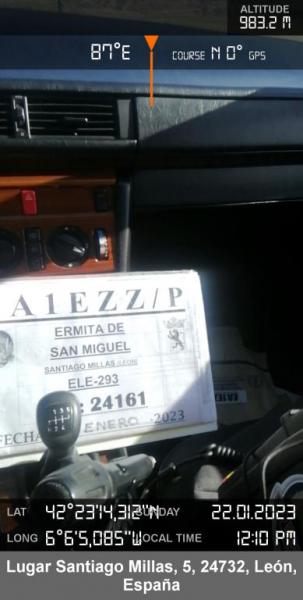 ALTITUDE
983.2 M
87°E
COURSE N 0° GPS
A1EZZ/P
ERMITA DE
SAN MIGUEL
SANTIAGO MILLAS (LEÓN)
ELE-293
: 24161
FECHA
ENERO -2023
LAT 42°23'14,312"N SUNDAY 22.01.2023
LONG 6°6'5,085"W LOCAL TIME 12:10 PM
Lugar Santiago Millas, 5, 24732, León,
España